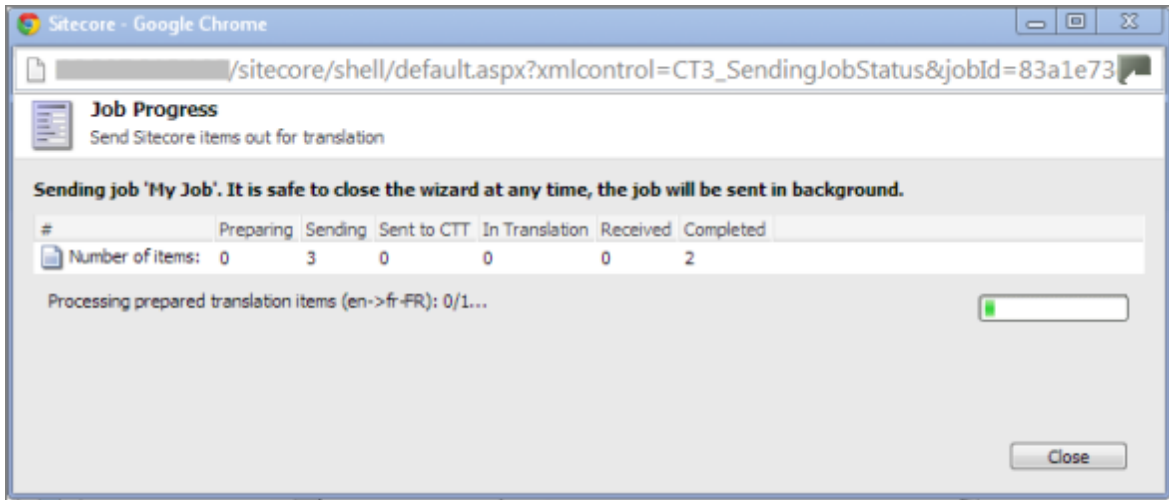 Sitecore - Google Chrome
/sitecore/shell/default.aspx?xmlcontrol=CT3_SendingJobStatus&jobId=83a1e73
Job Progress
Send Sitecore items out for translation
Sending job 'My Job'. It is safe to close the wizard at any time, the job will be sent in background.
# Preparing Sending Sent to CTT In Translation Received Completed
Number of items: 0 3 0 0 0 2
Processing prepared translation items (en->fr-FR): 0/1...
Close